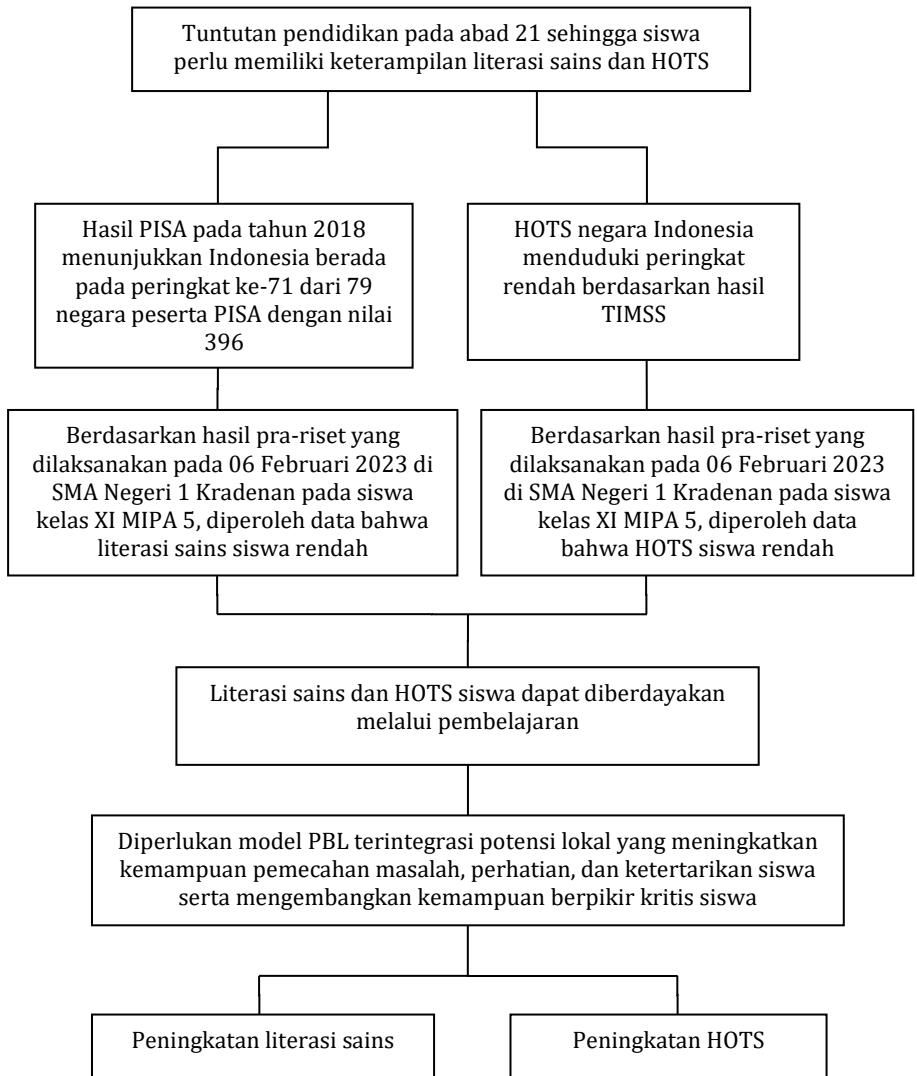 Tuntutan pendidikan pada abad 21 sehingga siswa
perlu memiliki keterampilan literasi sains dan HOTS
Hasil PISA pada tahun 2018
menunjukkan Indonesia berada
pada peringkat ke-71 dari 79
negara peserta PISA dengan nilai
396
HOTS negara Indonesia
menduduki peringkat
rendah berdasarkan hasil
TIMSS
Berdasarkan hasil pra-riset yang
dilaksanakan pada 06 Februari 2023 di
SMA Negeri 1 Kradenan pada siswa
kelas XI MIPA 5, diperoleh data bahwa
literasi sains siswa rendah
Berdasarkan hasil pra-riset yang
dilaksanakan pada 06 Februari 2023
di SMA Negeri 1 Kradenan pada siswa
kelas XI MIPA 5, diperoleh data
bahwa HOTS siswa rendah
Literasi sains dan HOTS siswa dapat diberdayakan
melalui pembelajaran
Diperlukan model PBL terintegrasi potensi lokal yang meningkatkan
kemampuan pemecahan masalah, perhatian, dan ketertarikan siswa
serta mengembangkan kemampuan berpikir kritis siswa
Peningkatan literasi sains
Peningkatan HOTS